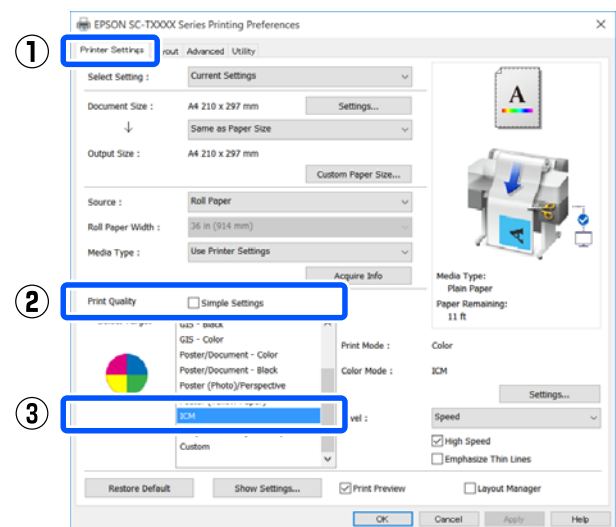 EPSON SC-TXXXX Series Printing Preferences
① Printer Settings yout Advanced Utility
Select Setting : Current Settings
Document Size : A4 210 x 297 mm Settings...
Same as Paper Size
Output Size : A4 210 x 297 mm
Custom Paper Size...
Source : Roll Paper
Roll Paper Width : 36 in (914 mm)
Media Type : Use Printer Settings
Acquire Info
A
Media Type:
Plain Paper
Paper Remaining:
11 ft
② Print Quality Simple Settings
GIS - Black
GIS - Color
Poster/Document - Color
Poster/Document - Black
Poster (Photo)/Perspective
③ ICM
Custom
Print Mode : Color
Color Mode : ICM
Settings...
vel : Speed
High Speed
Emphasize Thin Lines
Restore Default Show Settings... Print Preview Layout Manager
OK Cancel Apply Help